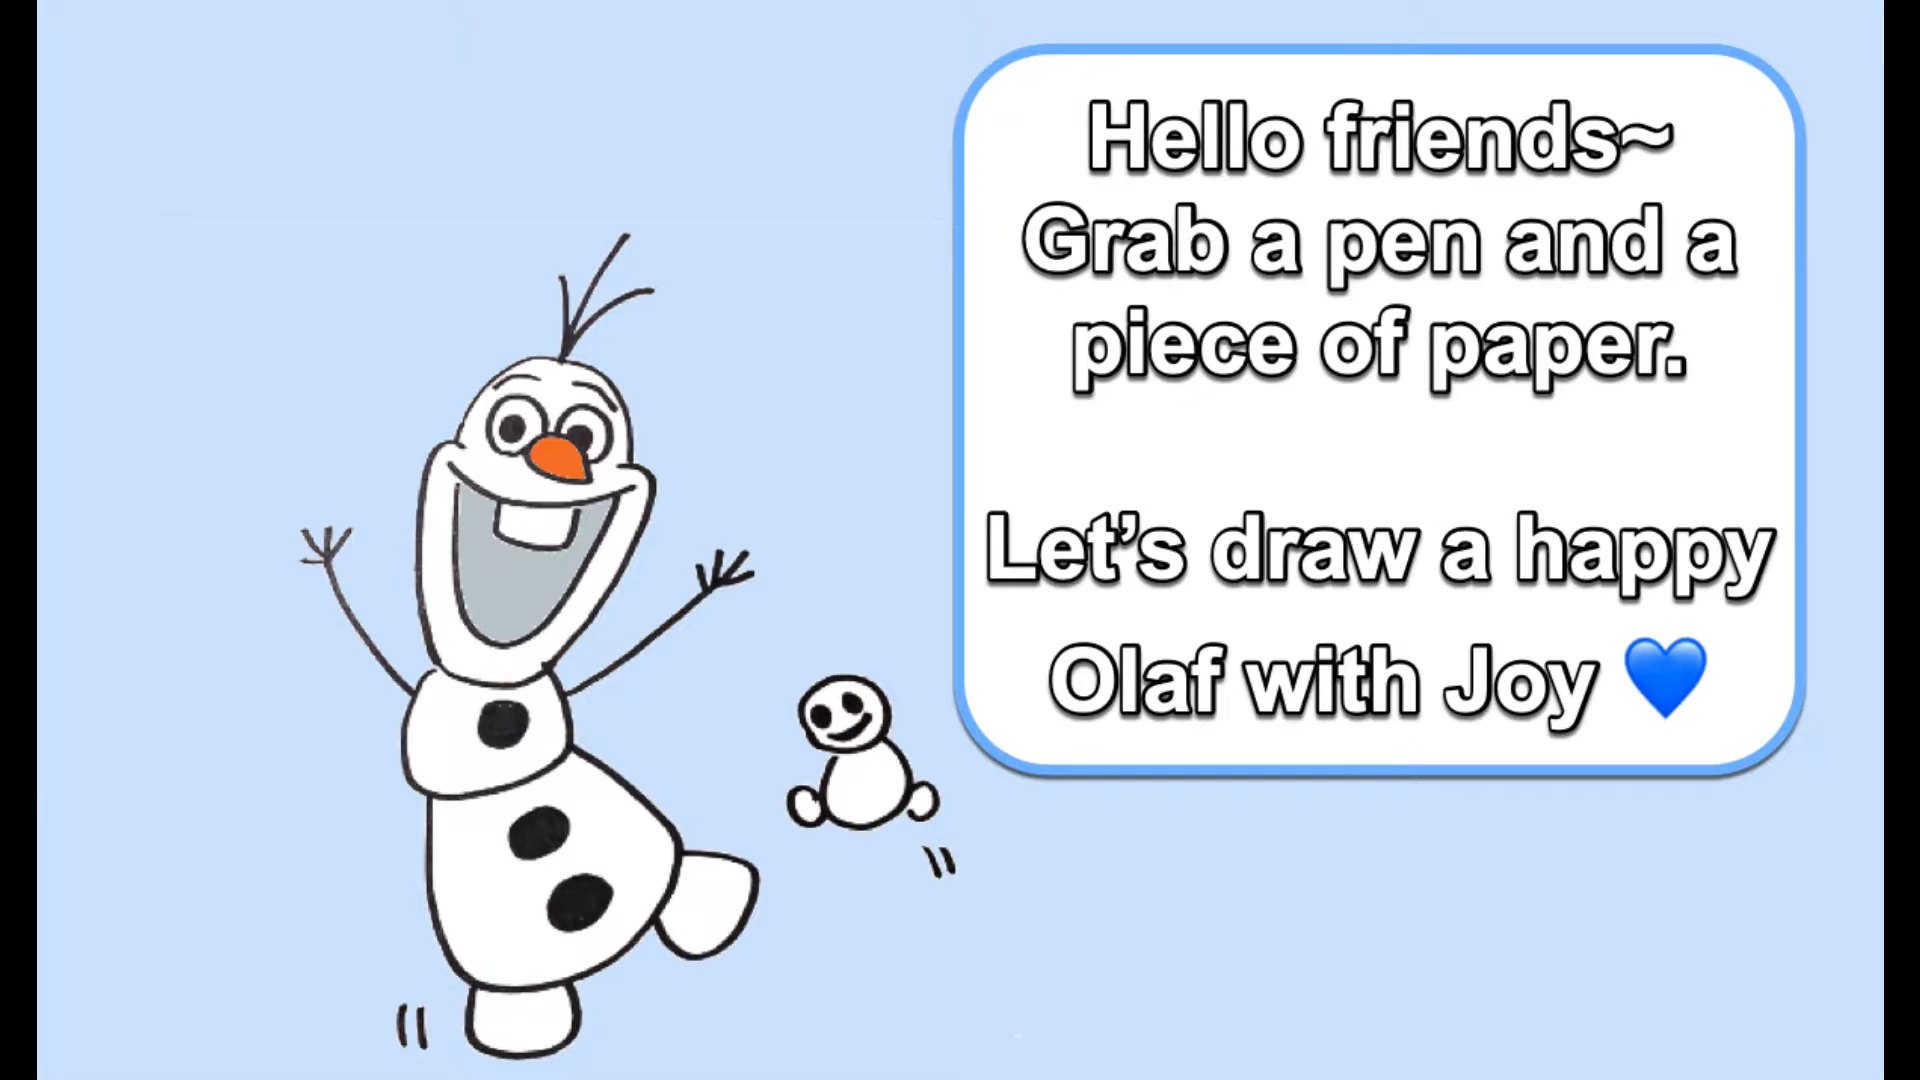 Hello friends~
Grab a pen and a
piece of paper.
Let’s draw a happy
Olaf with Joy 💙